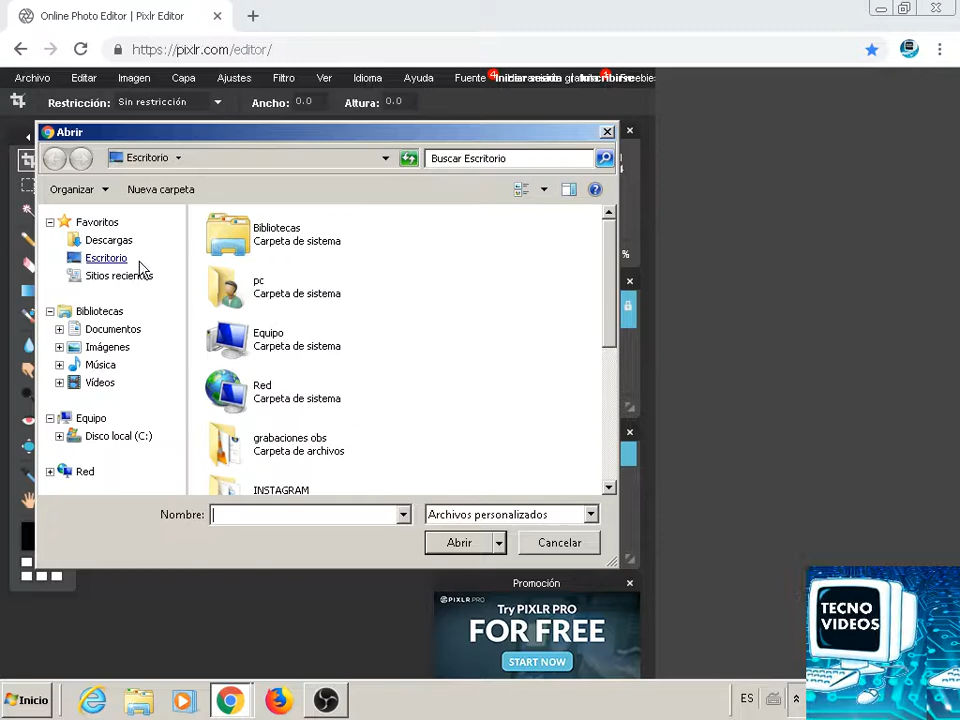 Online Photo Editor | Pixlr Editor
https://pixlr.com/editor/
Archivo Editar Imagen Capa Ajustes Filtro Ver Idioma Ayuda Fuente Iniciar sesión | Inscribirse
Restricción: Sin restricción Ancho: 0.0 Altura: 0.0
Abrir
Escritorio
Buscar Escritorio
Organizar Nueva carpeta
Favoritos
Descargas
Escritorio
Sitios recientes
Bibliotecas
Documentos
Imágenes
Música
Vídeos
Equipo
Disco local (C:)
Red
Bibliotecas
Carpeta de sistema
pc
Carpeta de sistema
Equipo
Carpeta de sistema
Red
Carpeta de sistema
grabaciones obs
Carpeta de archivos
INSTAGRAM
Nombre:
Archivos personalizados
Abrir Cancelar
%
Promoción
PIXLR PRO
Try PIXLR PRO
FOR FREE
START NOW
TECNO
VIDEOS
Inicio
ES